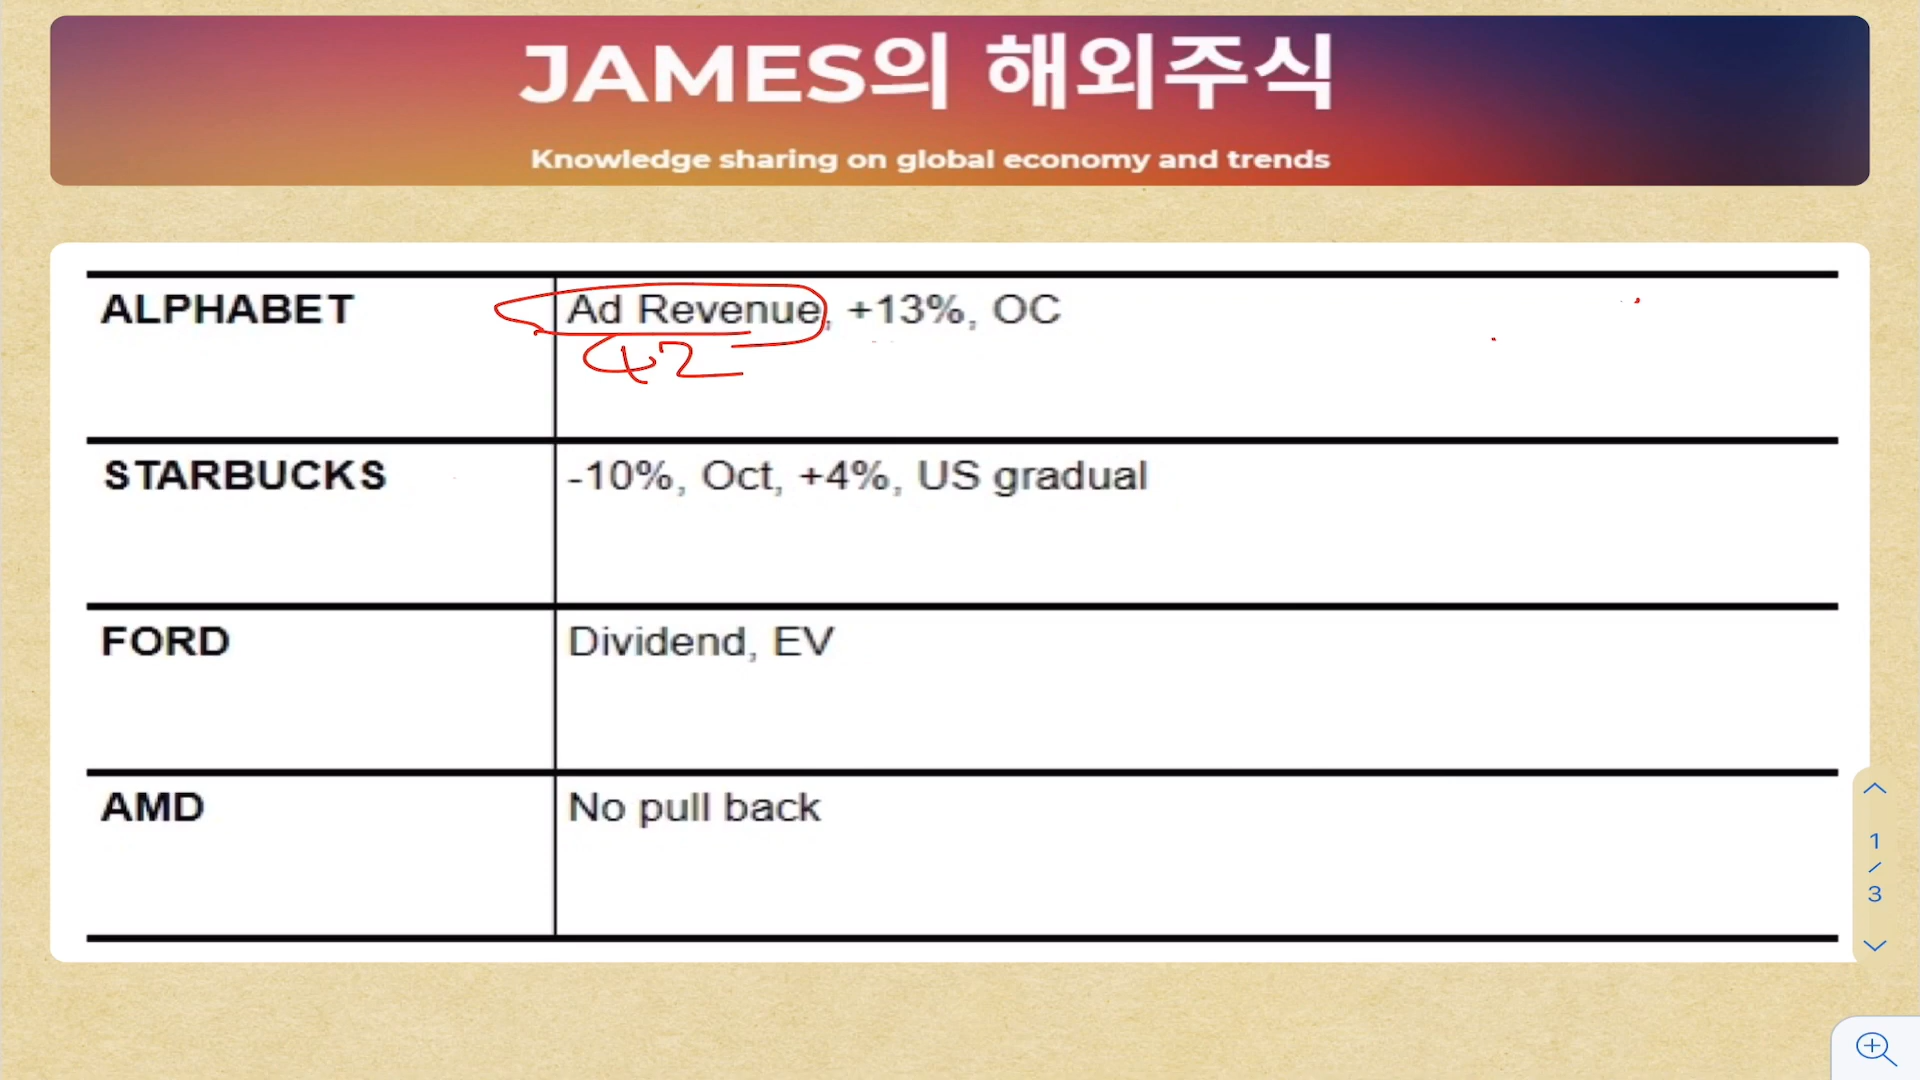 JAMES의 해외주식
Knowledge sharing on global economy and trends
ALPHABET
Ad Revenue, +13%, OC
42
STARBUCKS
-10%, Oct, +4%, US gradual
FORD
Dividend, EV
AMD
No pull back
1
/
3